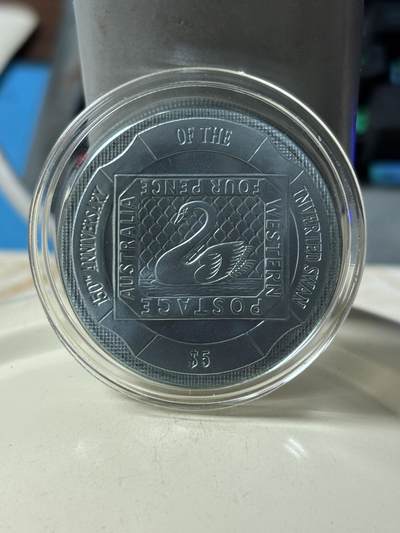 150TH ANNIVERSARY
OF THE
INVERTED SWAN
FOUR PENCE
AUSTRALIA
WESTERN
POSTAGE
$5